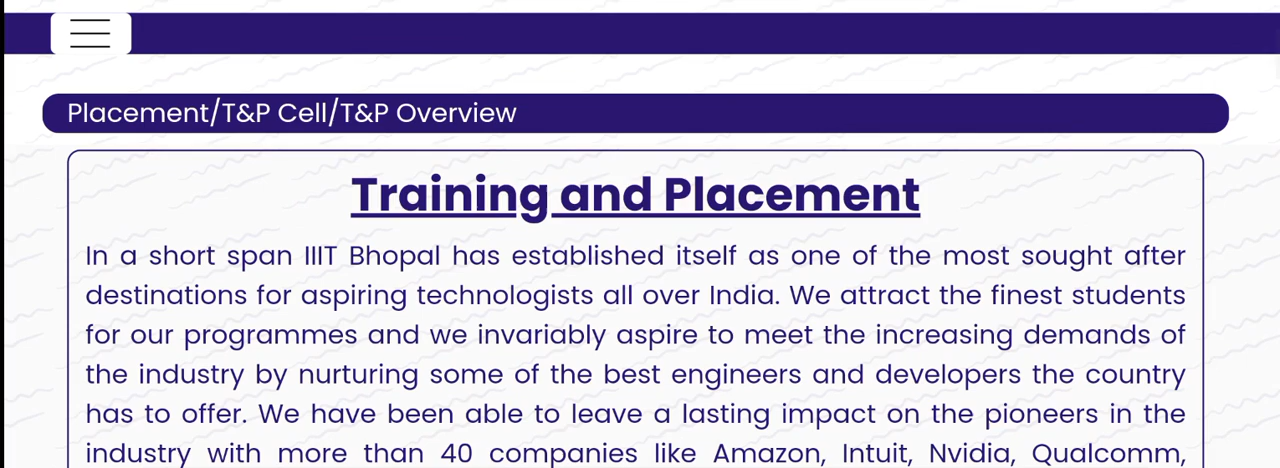 Placement/T&P Cell/T&P Overview
Training and Placement
In a short span IIIT Bhopal has established itself as one of the most sought after
destinations for aspiring technologists all over India. We attract the finest students
for our programmes and we invariably aspire to meet the increasing demands of
the industry by nurturing some of the best engineers and developers the country
has to offer. We have been able to leave a lasting impact on the pioneers in the
industry with more than 40 companies like Amazon, Intuit, Nvidia, Qualcomm,